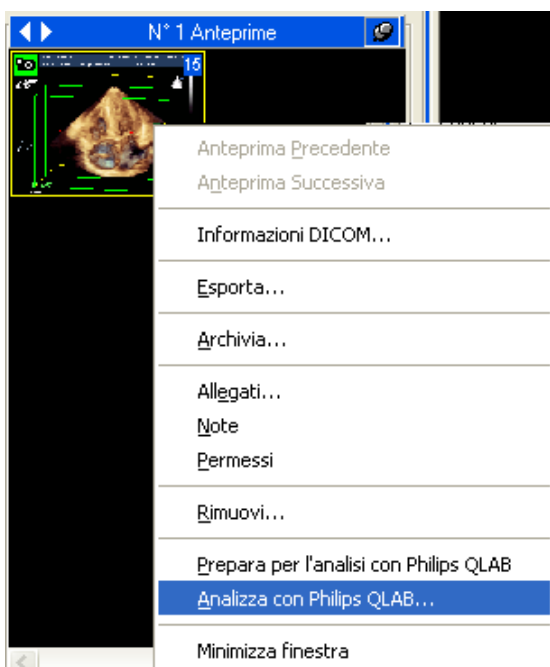 N° 1 Anteprime
15
Anteprima Precedente
Anteprima Successiva
Informazioni DICOM...
Esporta...
Archivia...
Allegati...
Note
Permessi
Rimuovi...
Prepara per l'analisi con Philips QLAB
Analizza con Philips QLAB...
Minimizza finestra